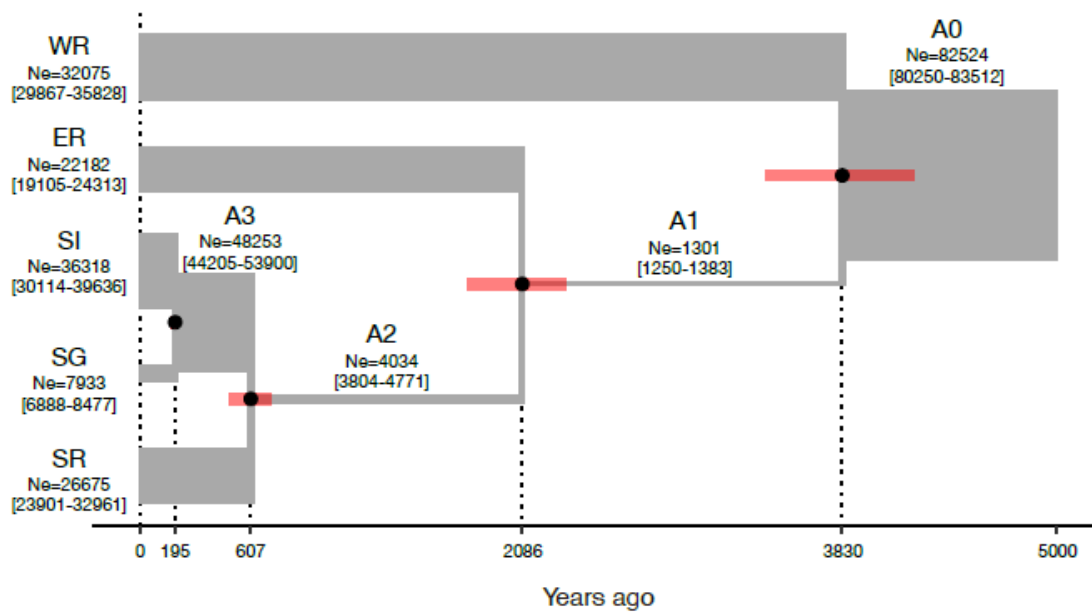 A0
Ne=82524
[80250-83512]
WR
Ne=32075
[29867-35828]
ER
Ne=22182
[19105-24313]
A3
Ne=48253
[44205-53900]
A1
Ne=1301
[1250-1383]
SI
Ne=36318
[30114-39636]
A2
Ne=4034
[3804-4771]
SG
Ne=7933
[6888-8477]
SR
Ne=26675
[23901-32961]
0 195 607 2086 3830 5000
Years ago